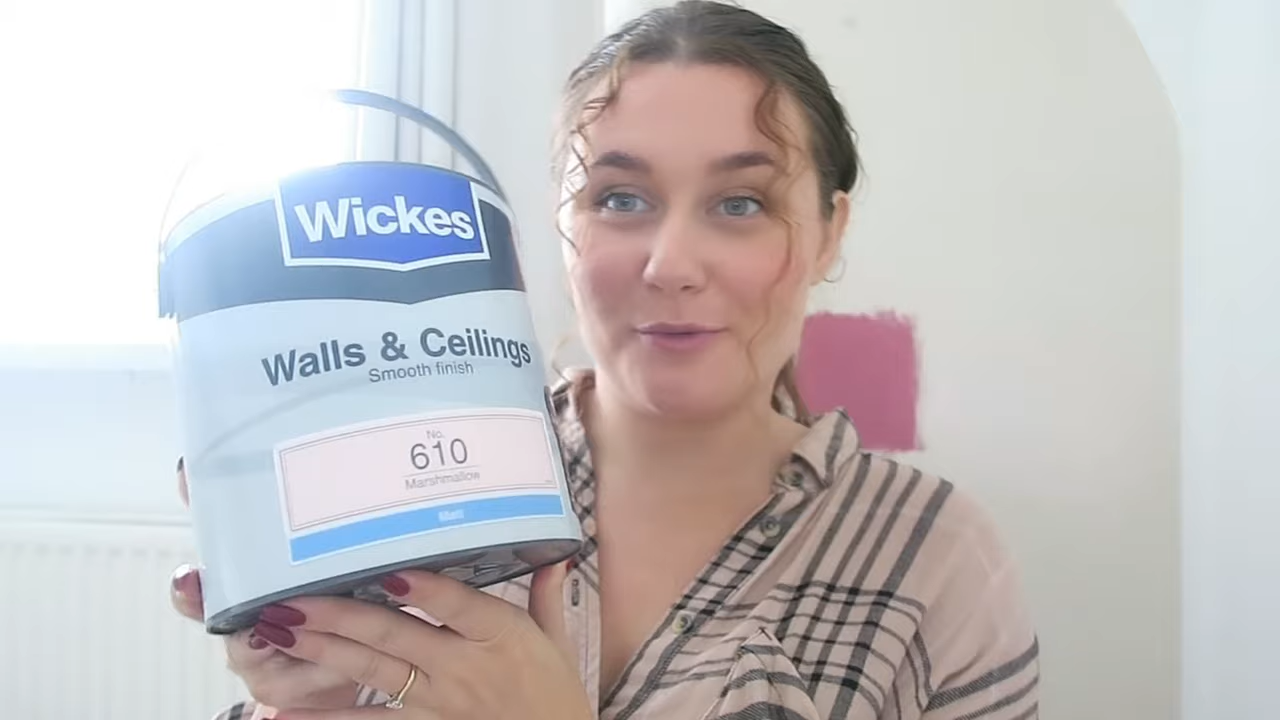 Wickes
Walls & Ceilings
Smooth finish
No.
610
Marshmallow
Matt